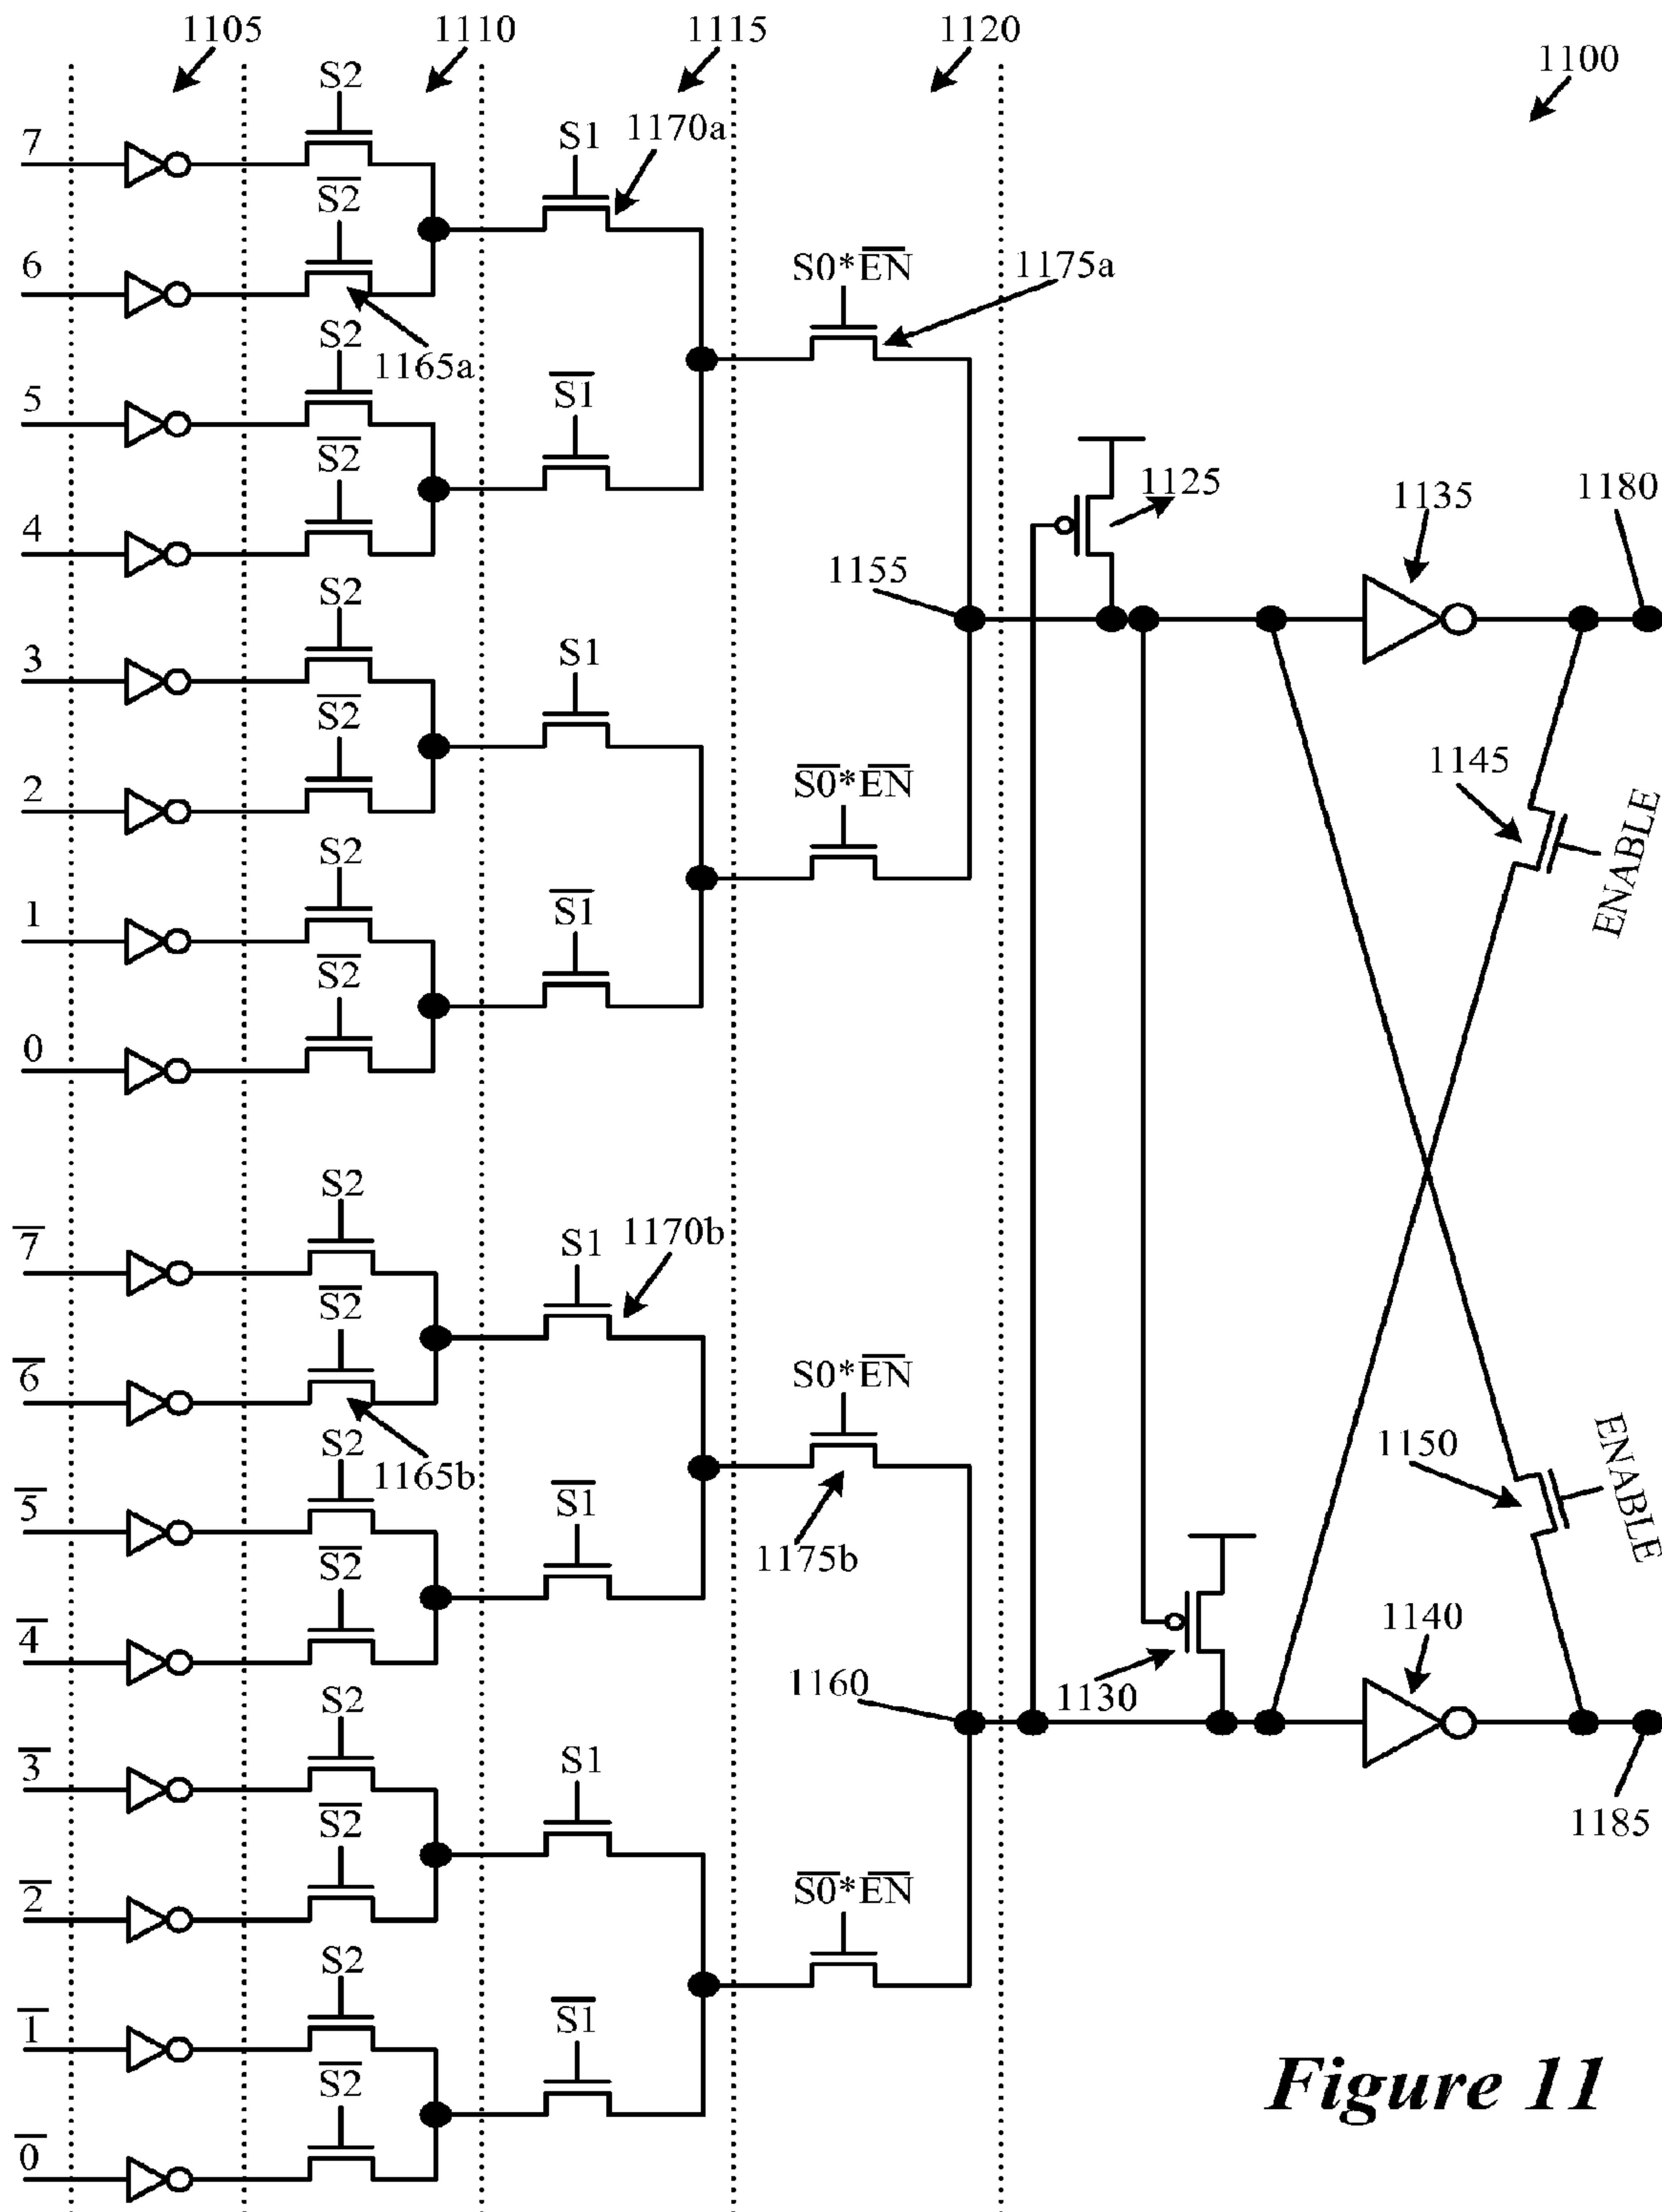 1105 1110 1115 1120
1100
S2
7
S1 1170a
S2
6
S0*EN 1175a
S2
1165a
5
S1
S2
1125
4
1135 1180
1155
S2
3
S1
S2
1145
2
S0*EN
ENABLE
S2
1
S1
S2
0
S2
7
S1 1170b
S2
6
S0*EN
S2
1165b
ENABLE
1150
5
S1
S2
1175b
4
1140
1160
1130
S2
3
S1
S2
1185
2
S0*EN
S2
1
S1
S2
0
Figure 11